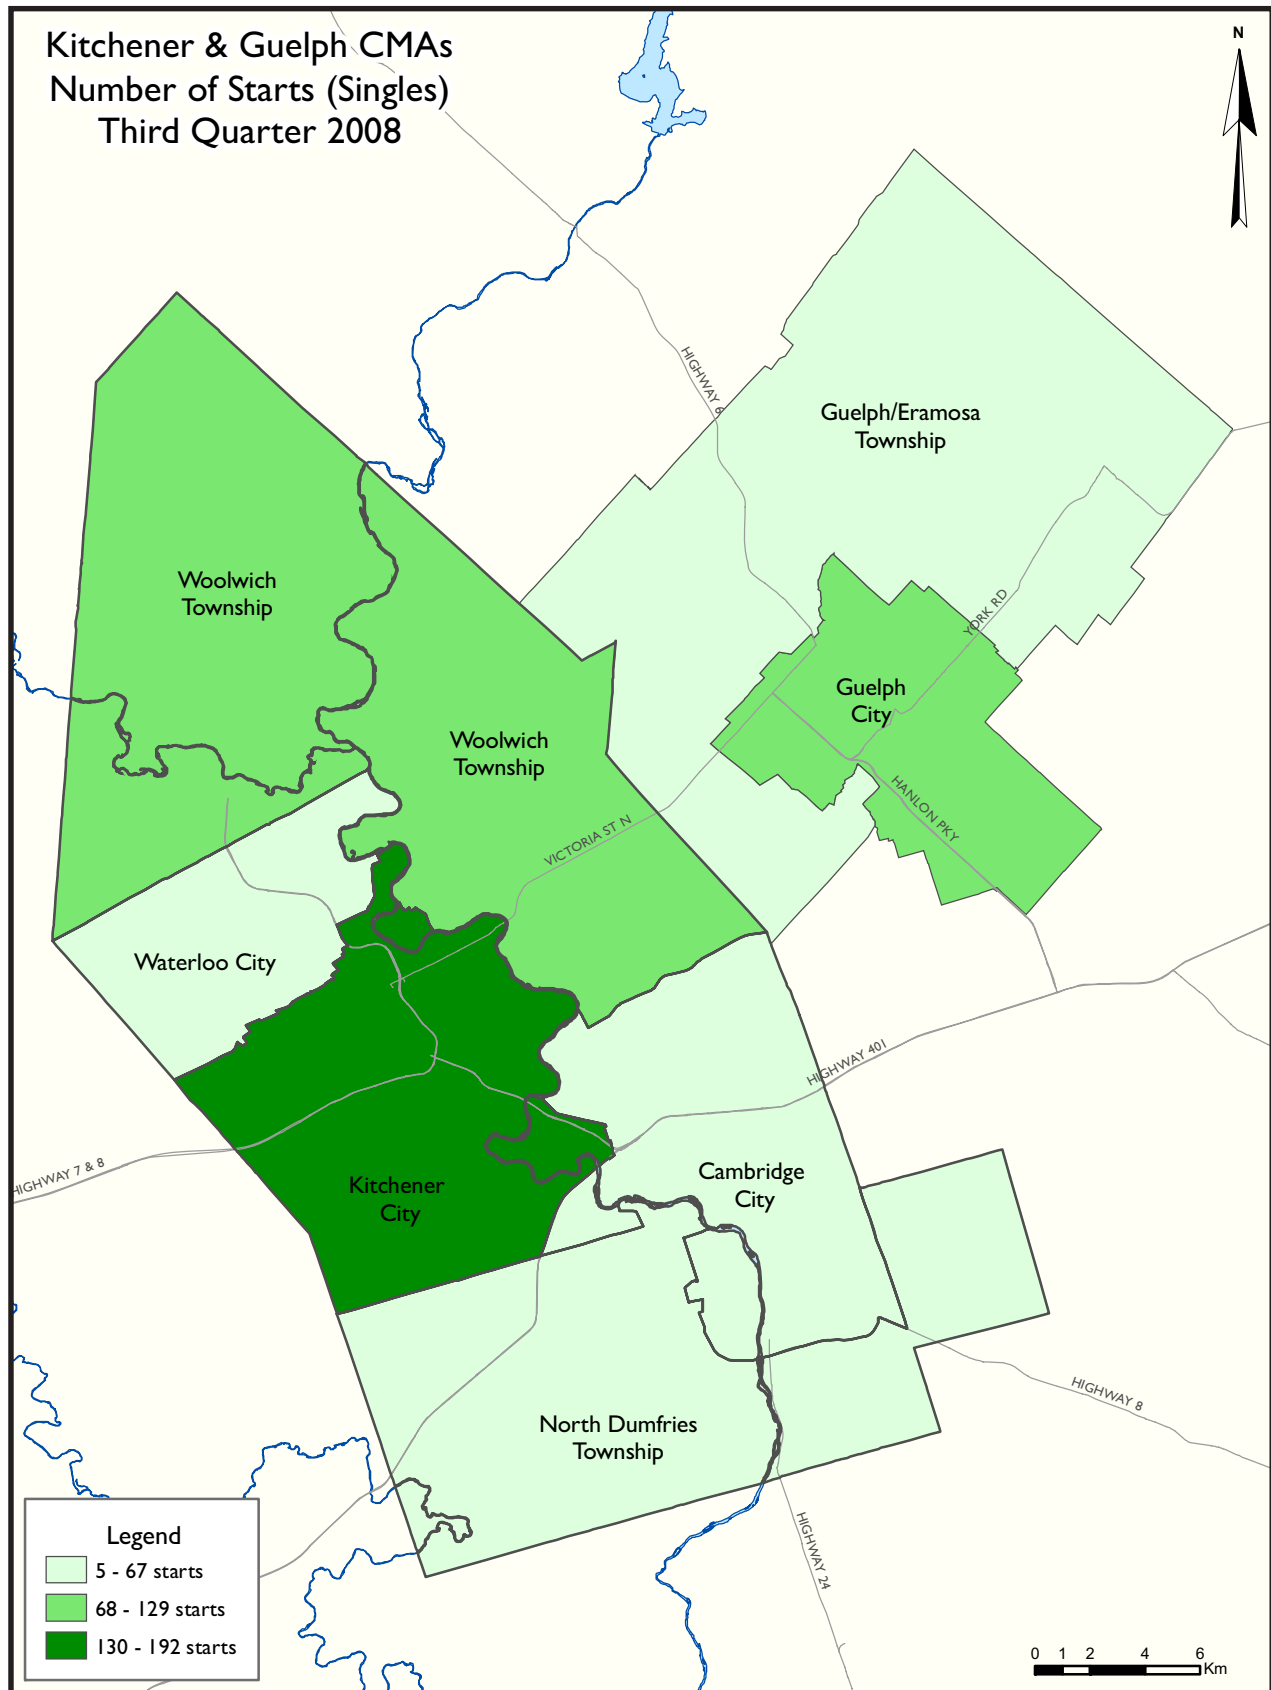 Kitchener & Guelph CMAs
Number of Starts (Singles)
Third Quarter 2008
N
HIGHWAY 6
Guelph/Eramosa
Township
Woolwich
Township
YORK RD
Guelph
City
Woolwich
Township
HANLON PKY
VICTORIA ST N
Waterloo City
HIGHWAY 401
HIGHWAY 7 & 8
Kitchener
City
Cambridge
City
HIGHWAY 8
North Dumfries
Township
HIGHWAY 24
Legend
5 - 67 starts
68 - 129 starts
130 - 192 starts
0 1 2 4 6
Km